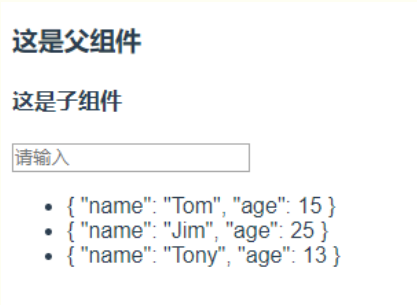 这是父组件
这是子组件
请输入
{ "name": "Tom", "age": 15 }
{ "name": "Jim", "age": 25 }
{ "name": "Tony", "age": 13 }